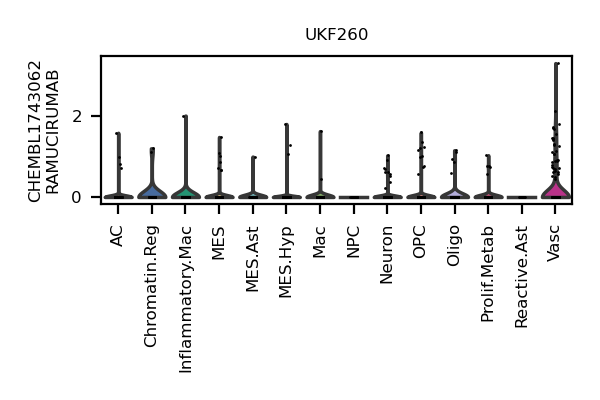 UKF260
CHEMBL1743062
RAMUCIRUMAB
2
0
AC
Chromatin.Reg
Inflammatory.Mac
MES
MES.Ast
MES.Hyp
Mac
NPC
Neuron
OPC
Oligo
Prolif.Metab
Reactive.Ast
Vasc